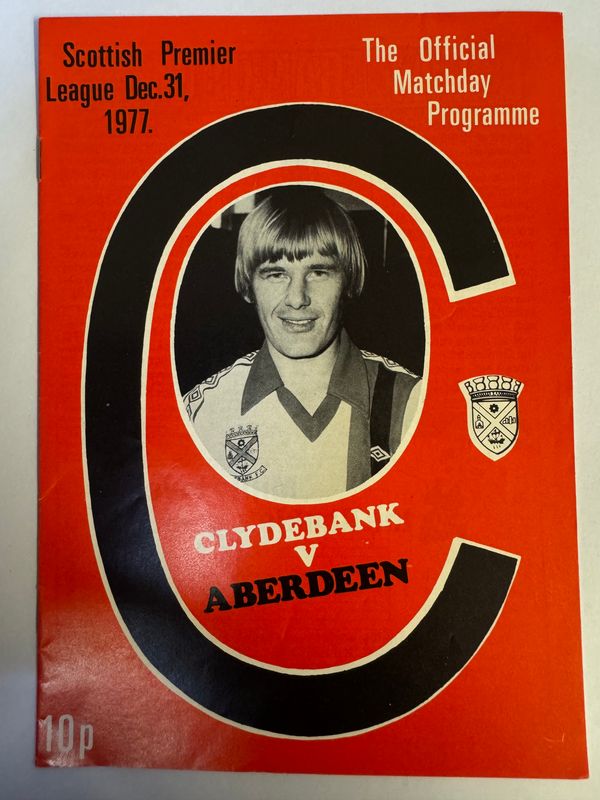 Scottish Premier
League Dec.31,
1977.
The Official
Matchday
Programme
CLYDEBANK
V
ABERDEEN
10p